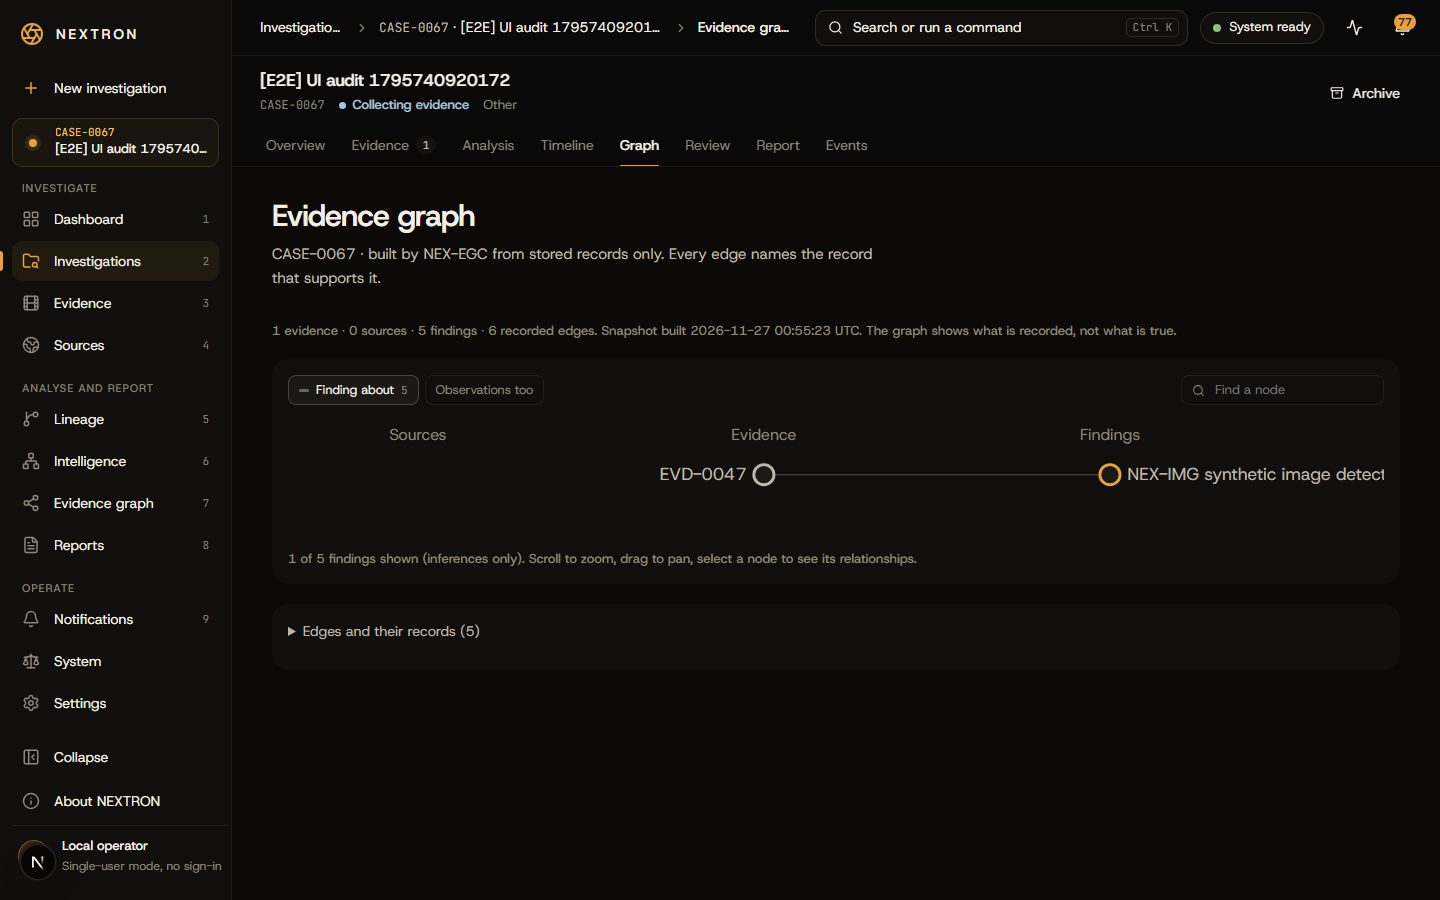 NEXTRON
New investigation
CASE-0067
[E2E] UI audit 1795740...
INVESTIGATE
Dashboard 1
Investigations 2
Evidence 3
Sources 4
ANALYSE AND REPORT
Lineage 5
Intelligence 6
Evidence graph 7
Reports 8
OPERATE
Notifications 9
System
Settings
Collapse
About NEXTRON
N
Local operator
Single-user mode, no sign-in
Investigatio... CASE-0067 · [E2E] UI audit 17957409201... Evidence gra...
Search or run a command Ctrl K
System ready
77
[E2E] UI audit 1795740920172
CASE-0067 Collecting evidence Other
Archive
Overview Evidence 1 Analysis Timeline Graph Review Report Events
Evidence graph
CASE-0067 · built by NEX-EGC from stored records only. Every edge names the record
that supports it.
1 evidence · 0 sources · 5 findings · 6 recorded edges. Snapshot built 2026-11-27 00:55:23 UTC. The graph shows what is recorded, not what is true.
Finding about 5 Observations too
Find a node
Sources Evidence Findings
EVD-0047 NEX-IMG synthetic image detect
1 of 5 findings shown (inferences only). Scroll to zoom, drag to pan, select a node to see its relationships.
Edges and their records (5)